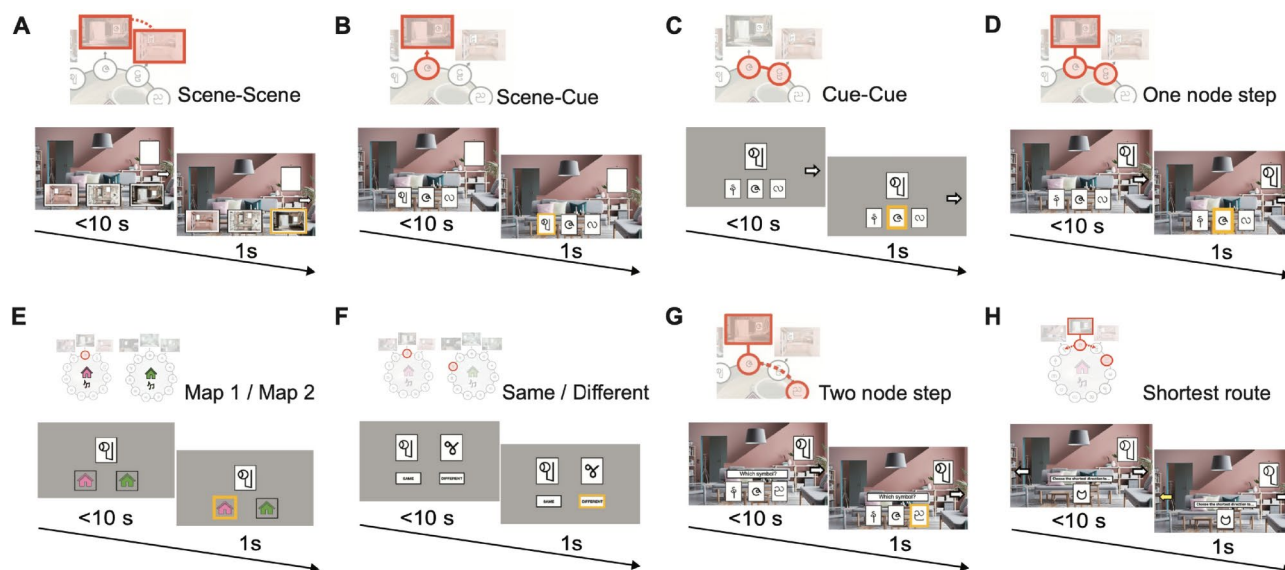 A
Scene-Scene
<10 s
1s
B
Scene-Cue
<10 s
1s
C
Cue-Cue
<10 s
1s
D
One node step
<10 s
1s
E
Map 1 / Map 2
<10 s
1s
F
Same / Different
SAME DIFFERENT
SAME DIFFERENT
<10 s
1s
G
Two node step
Which symbol?
Which symbol?
<10 s
1s
H
Shortest route
Choose the shortest direction to...
Choose the shortest direction to...
<10 s
1s